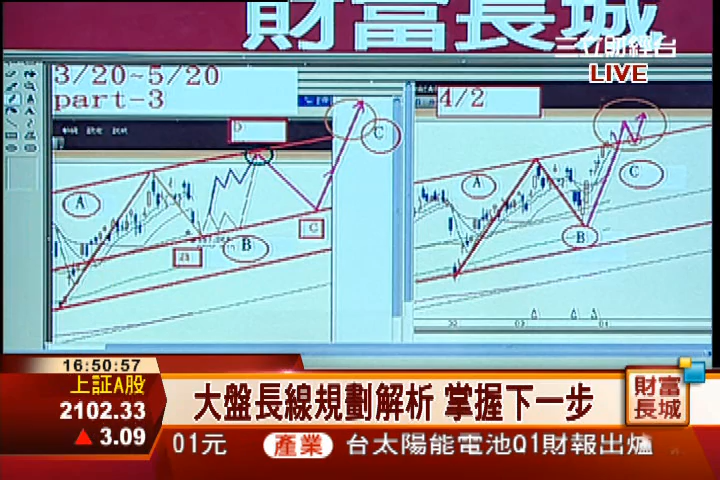 財富長城
三立財經台
LIVE
3/20~5/20
part-3
4/2
D
C
A
B
C
A
C
B
16:50:57
上証A股
2102.33
▲ 3.09
大盤長線規劃解析 掌握下一步
財富
長城
01元 產業 台太陽能電池Q1財報出爐